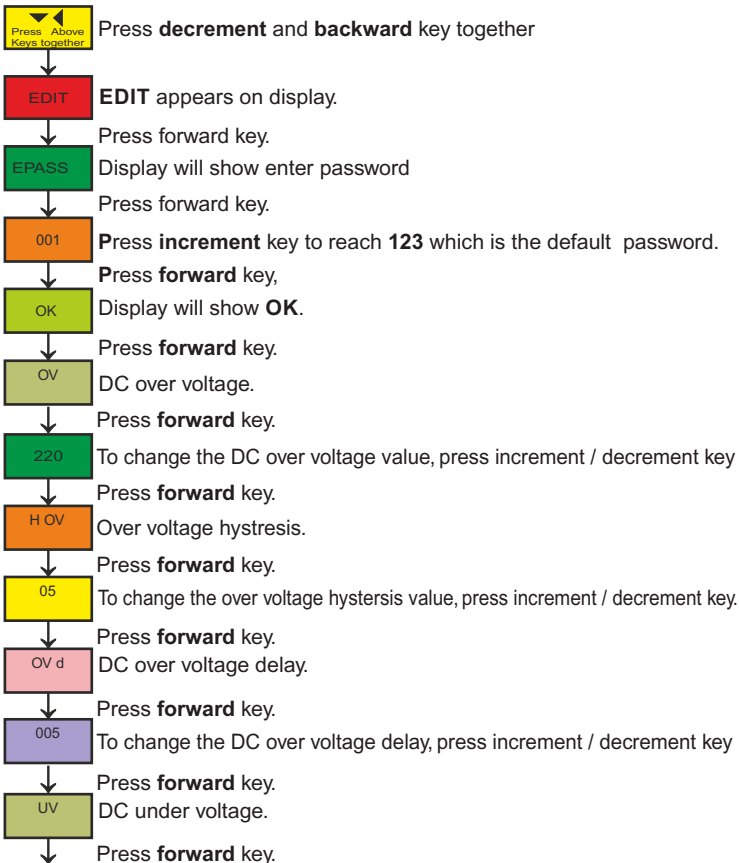 Press Above
Keys together
Press decrement and backward key together
EDIT
EDIT appears on display.
Press forward key.
EPASS
Display will show enter password
Press forward key.
001
Press increment key to reach 123 which is the default password.
Press forward key,
OK
Display will show OK.
Press forward key.
OV
DC over voltage.
Press forward key.
220
To change the DC over voltage value, press increment / decrement key
Press forward key.
H OV
Over voltage hystresis.
Press forward key.
05
To change the over voltage hystersis value, press increment / decrement key.
Press forward key.
OV d
DC over voltage delay.
Press forward key.
005
To change the DC over voltage delay, press increment / decrement key
Press forward key.
UV
DC under voltage.
Press forward key.